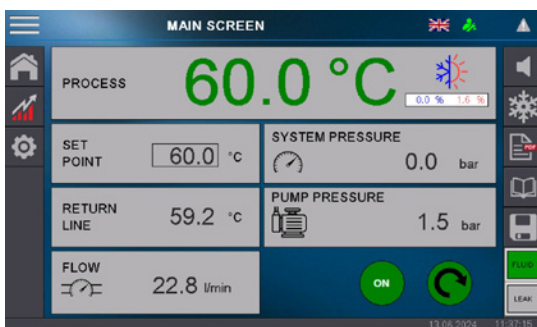 MAIN SCREEN
PROCESS
60.0 °C
0.0 %
1.6 %
SET
POINT
60.0 °C
SYSTEM PRESSURE
0.0 bar
RETURN
LINE
59.2 °C
PUMP PRESSURE
1.5 bar
FLOW
22.8 l/min
ON
PDF
FLUID
LEAK
13.06.2024 11:37:15